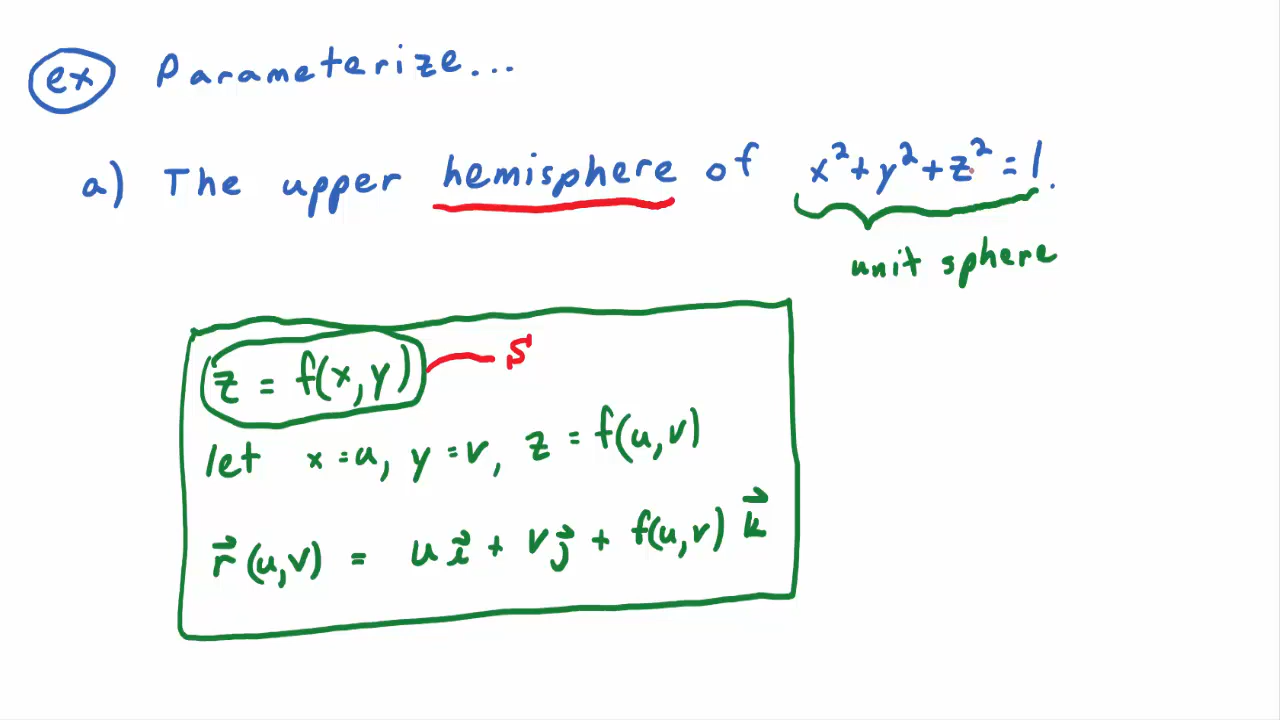 ex Parameterize...
a) The upper hemisphere of x² + y² + z² = 1.
unit sphere
z = f(x,y) S
let x = u, y = v, z = f(u,v)
r⃗(u,v) = u i⃗ + v j⃗ + f(u,v) k⃗